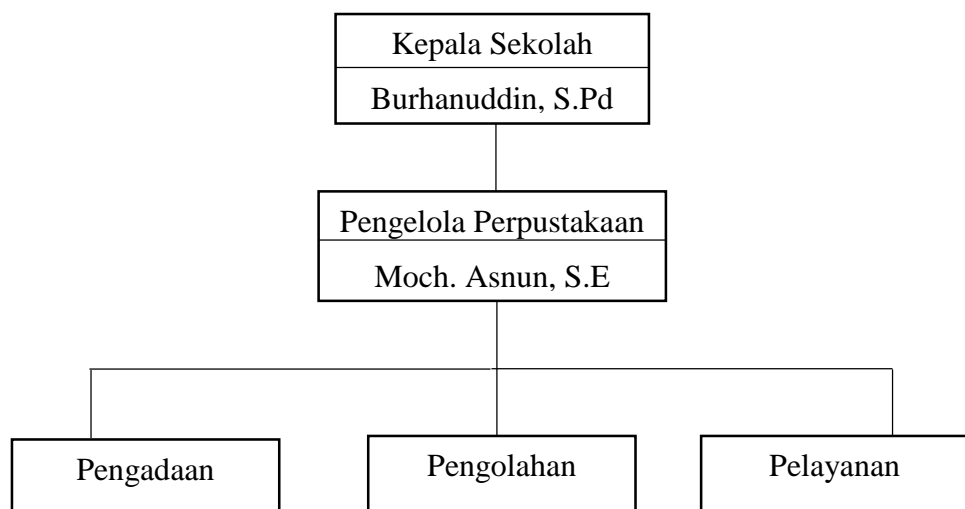 Kepala Sekolah
Burhanuddin, S.Pd
Pengelola Perpustakaan
Moch. Asnun, S.E
Pengadaan
Pengolahan
Pelayanan